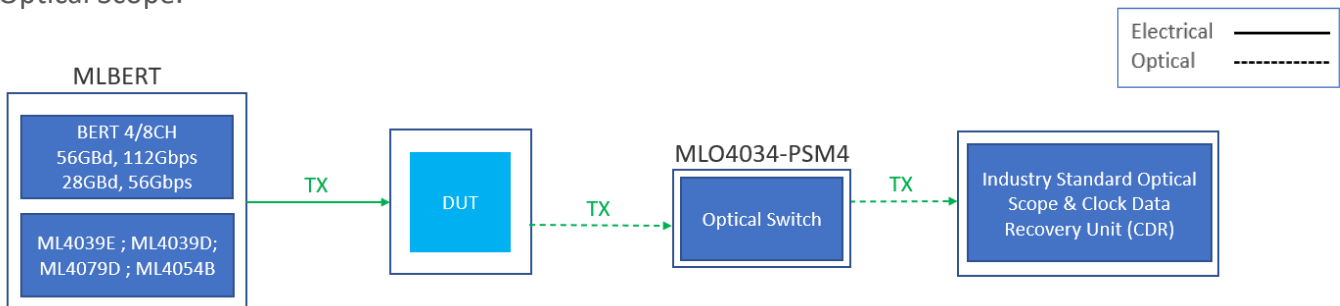 Optical Scope.
Electrical
Optical
MLBERT
BERT 4/8CH
56GBd, 112Gbps
28GBd, 56Gbps
ML4039E ; ML4039D;
ML4079D ; ML4054B
TX
DUT
TX
MLO4034-PSM4
Optical Switch
TX
Industry Standard Optical
Scope & Clock Data
Recovery Unit (CDR)